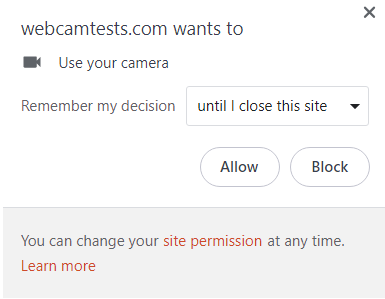 webcamtests.com wants to
Use your camera
Remember my decision until I close this site
Allow Block
You can change your site permission at any time.
Learn more